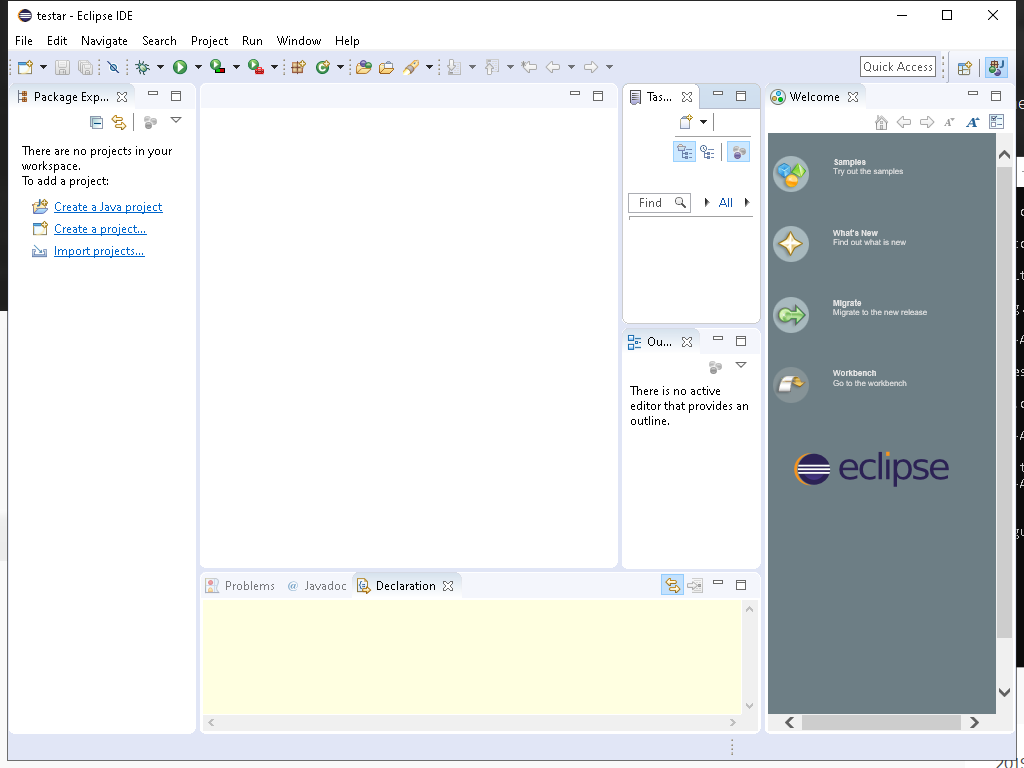 testar - Eclipse IDE
File Edit Navigate Search Project Run Window Help
Quick Access
Package Exp...
There are no projects in your
workspace.
To add a project:
Create a Java project
Create a project...
Import projects...
Tas...
Find
All
Ou...
There is no active
editor that provides an
outline.
Welcome
Samples
Try out the samples
What's New
Find out what is new
Migrate
Migrate to the new release
Workbench
Go to the workbench
eclipse
Problems @ Javadoc Declaration